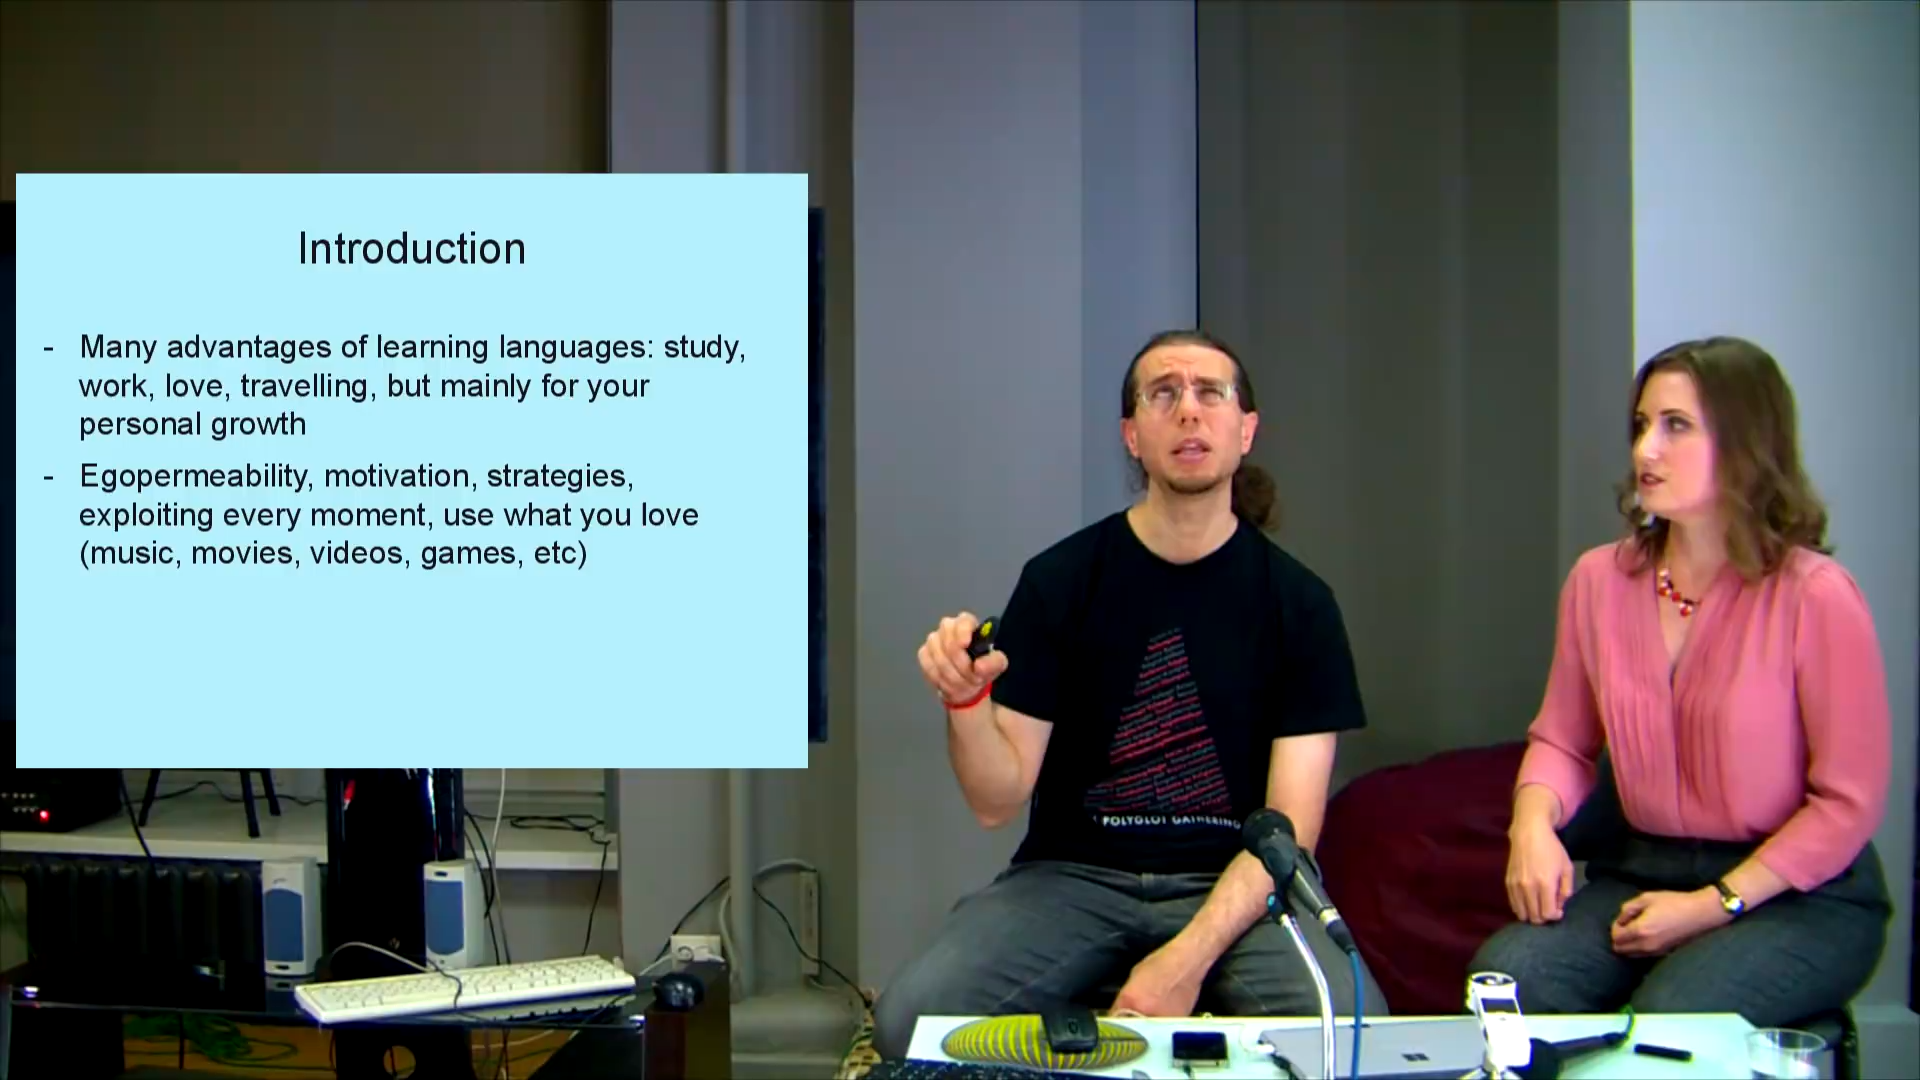 Introduction
- Many advantages of learning languages: study,
work, love, travelling, but mainly for your
personal growth
- Egopermeability, motivation, strategies,
exploiting every moment, use what you love
(music, movies, videos, games, etc)
POLYGLOT GATHERING